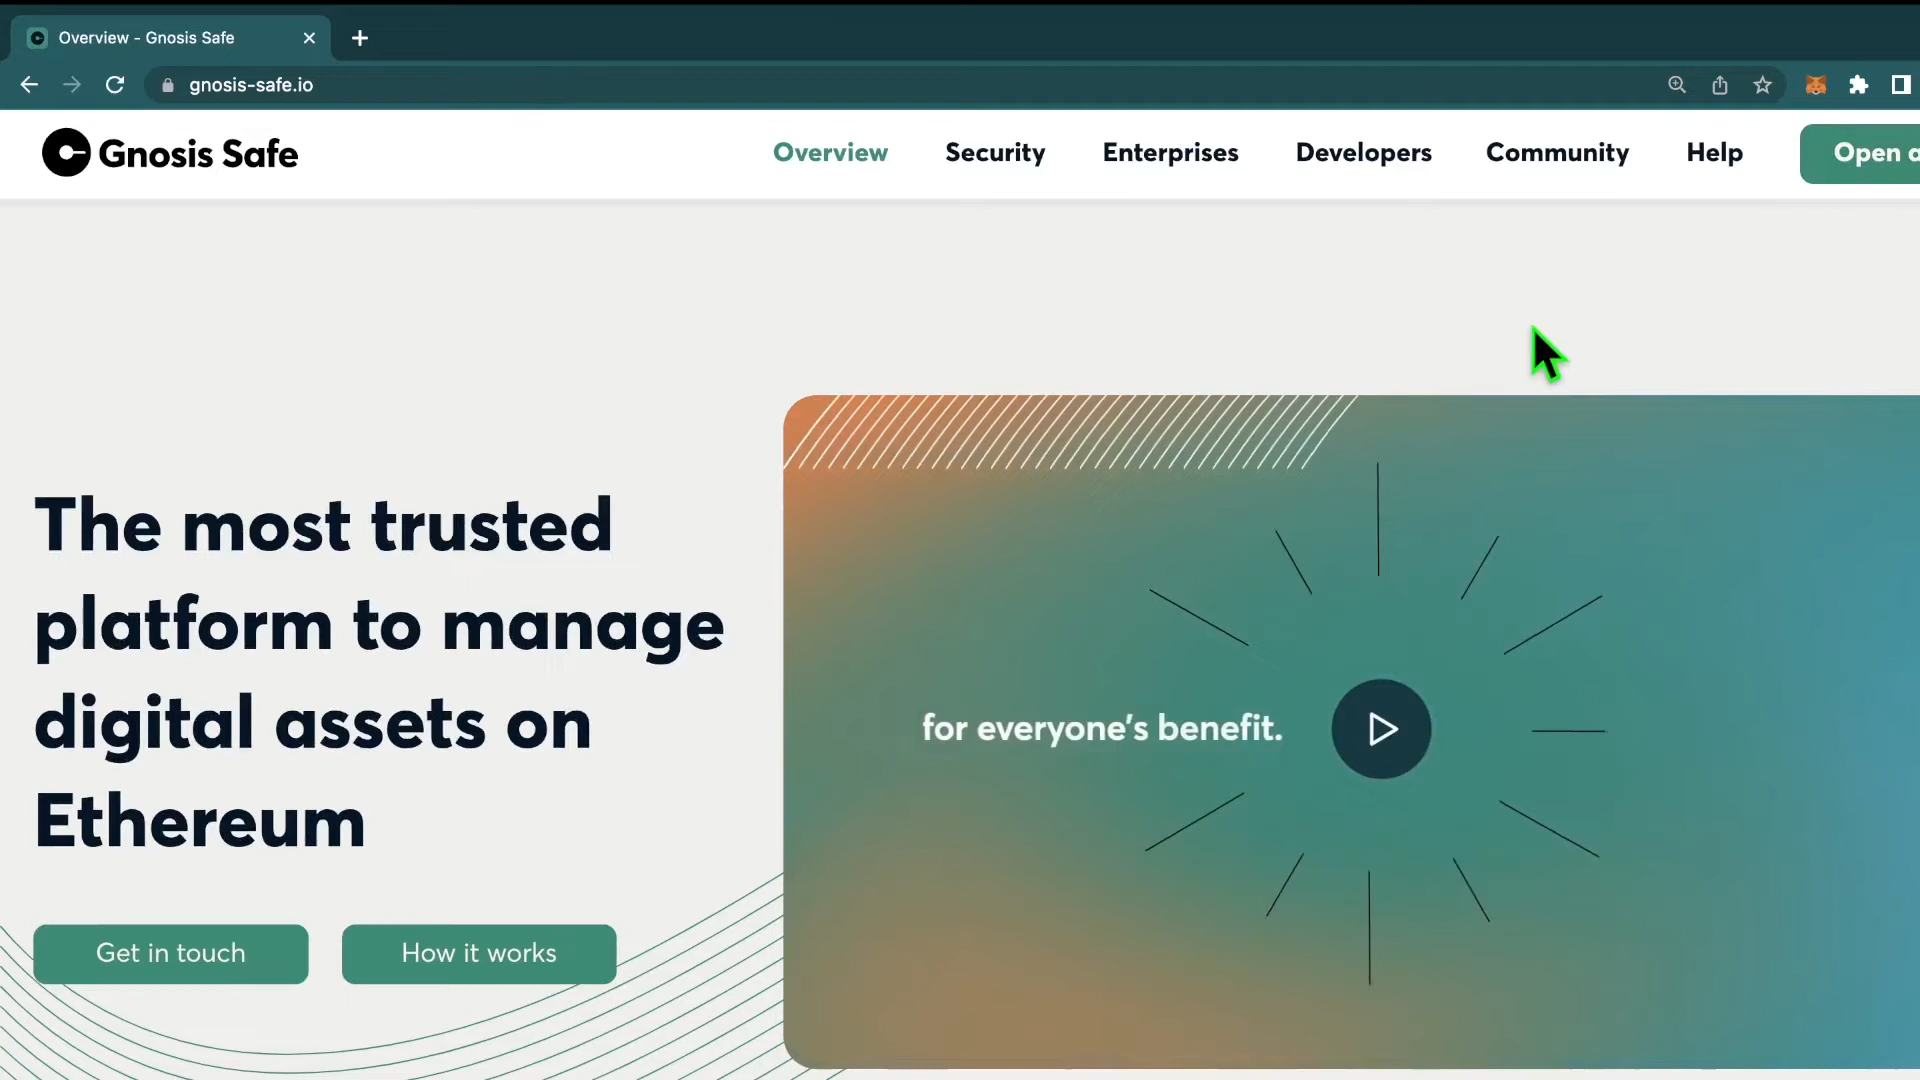 Overview - Gnosis Safe
gnosis-safe.io
Gnosis Safe
Overview
Security
Enterprises
Developers
Community
Help
Open
The most trusted
platform to manage
digital assets on
Ethereum
for everyone's benefit.
Get in touch
How it works